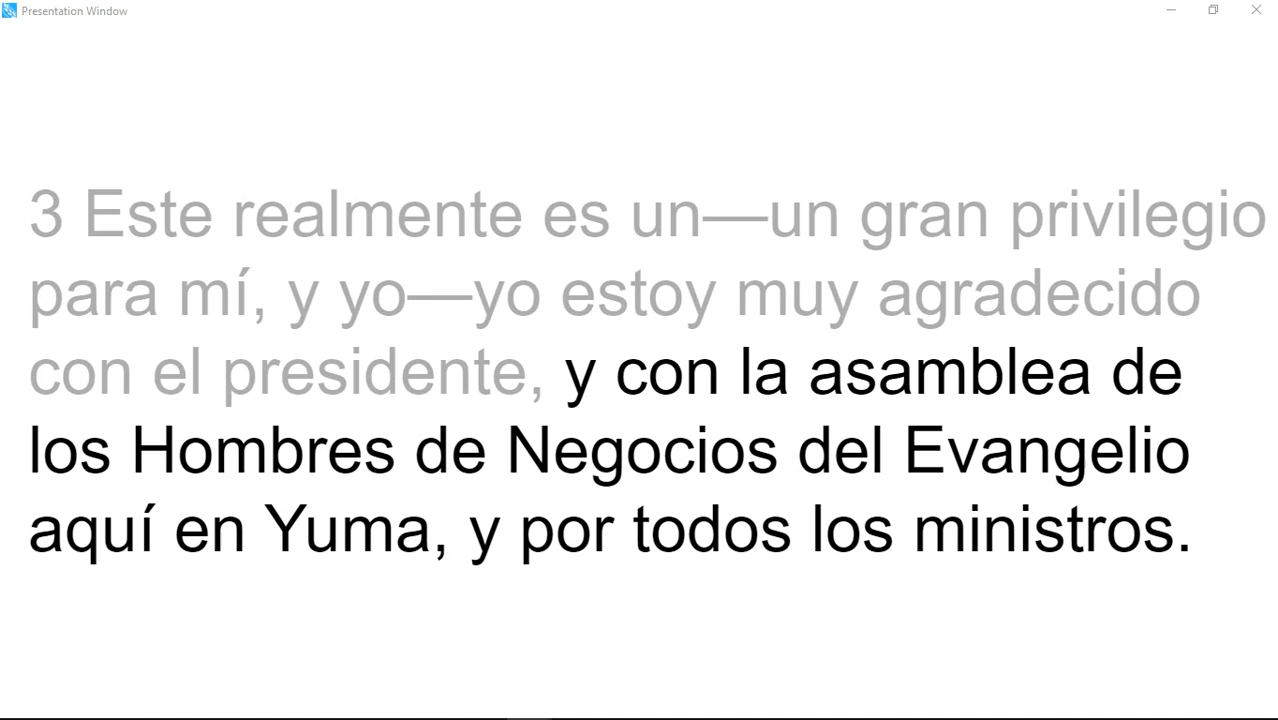 Presentation Window
3 Este realmente es un—un gran privilegio
para mí, y yo—yo estoy muy agradecido
con el presidente, y con la asamblea de
los Hombres de Negocios del Evangelio
aquí en Yuma, y por todos los ministros.